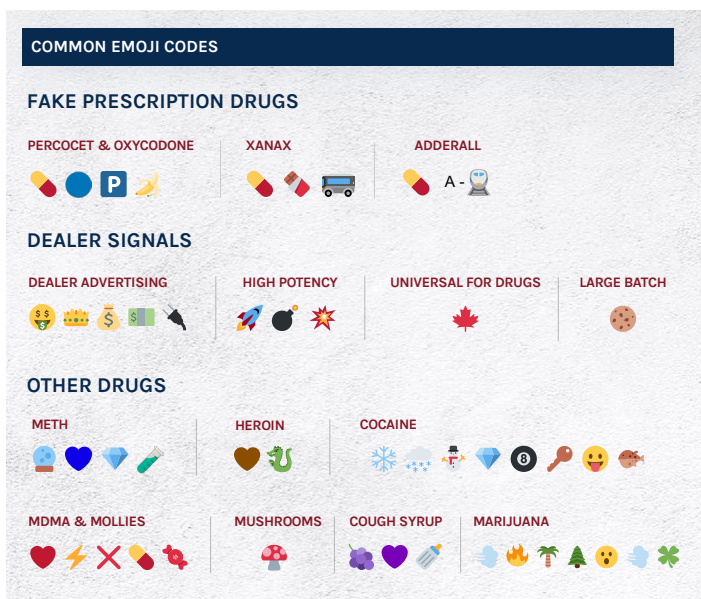 COMMON EMOJI CODES
FAKE PRESCRIPTION DRUGS
PERCOCET & OXYCODONE XANAX ADDERALL
P A -
DEALER SIGNALS
DEALER ADVERTISING HIGH POTENCY UNIVERSAL FOR DRUGS LARGE BATCH
OTHER DRUGS
METH HEROIN COCAINE
8
MDMA & MOLLIES MUSHROOMS COUGH SYRUP MARIJUANA